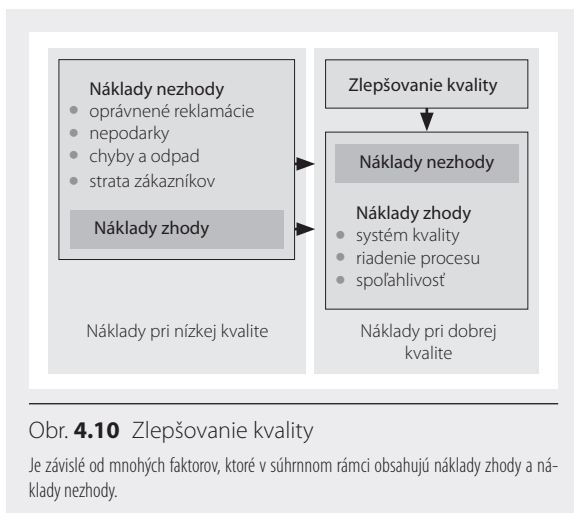 Náklady nezhody
oprávnené reklamácie
nepodarky
chyby a odpad
strata zákazníkov
Náklady zhody
Náklady pri nízkej kvalite
Zlepšovanie kvality
Náklady nezhody
Náklady zhody
systém kvality
riadenie procesu
spoľahlivosť
Náklady pri dobrej
kvalite
Obr. 4.10 Zlepšovanie kvality
Je závislé od mnohých faktorov, ktoré v súhrnnom rámci obsahujú náklady zhody a ná-
klady nezhody.